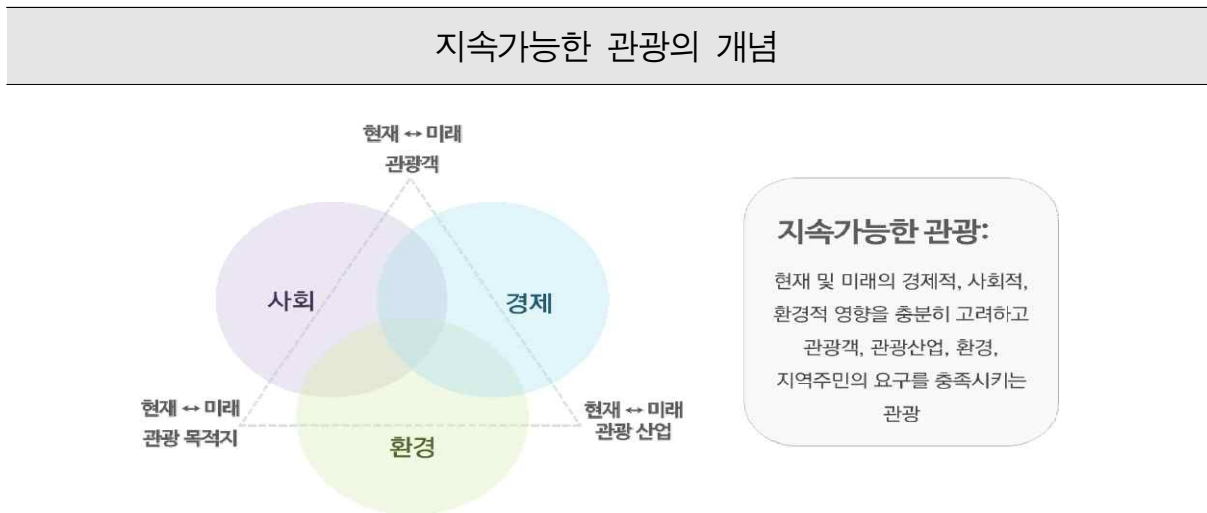 지속가능한 관광의 개념
현재 ↔ 미래
관광객
사회
경제
환경
현재 ↔ 미래
관광 목적지
현재 ↔ 미래
관광 산업
지속가능한 관광:
현재 및 미래의 경제적, 사회적,
환경적 영향을 충분히 고려하고
관광객, 관광산업, 환경,
지역주민의 요구를 충족시키는
관광